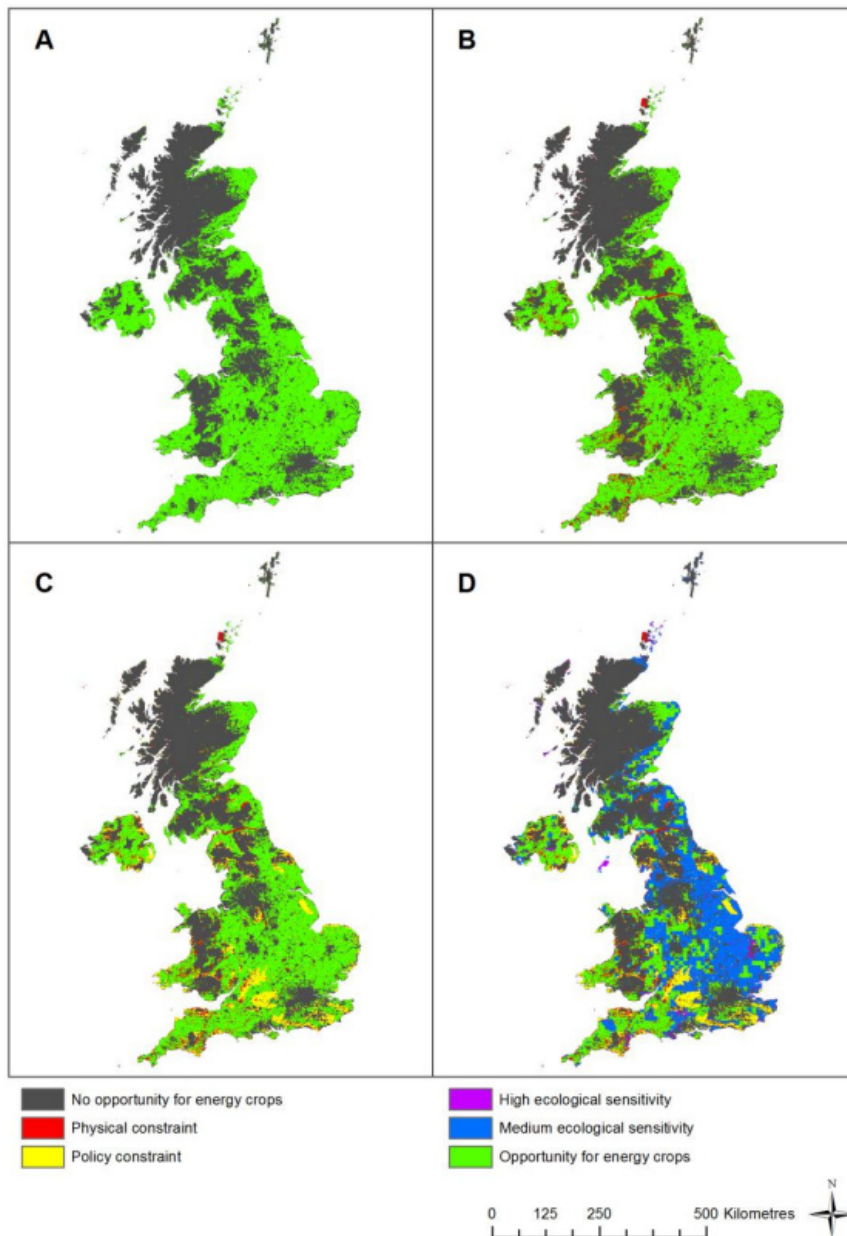 A
B
C
D
No opportunity for energy crops
Physical constraint
Policy constraint
High ecological sensitivity
Medium ecological sensitivity
Opportunity for energy crops
N
0 125 250 500 Kilometres